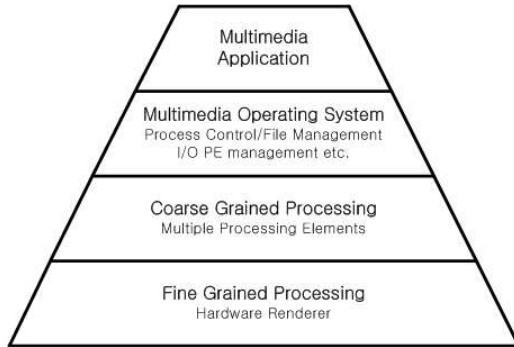 Multimedia
Application
Multimedia Operating System
Process Control/File Management
I/O PE management etc.
Coarse Grained Processing
Multiple Processing Elements
Fine Grained Processing
Hardware Renderer